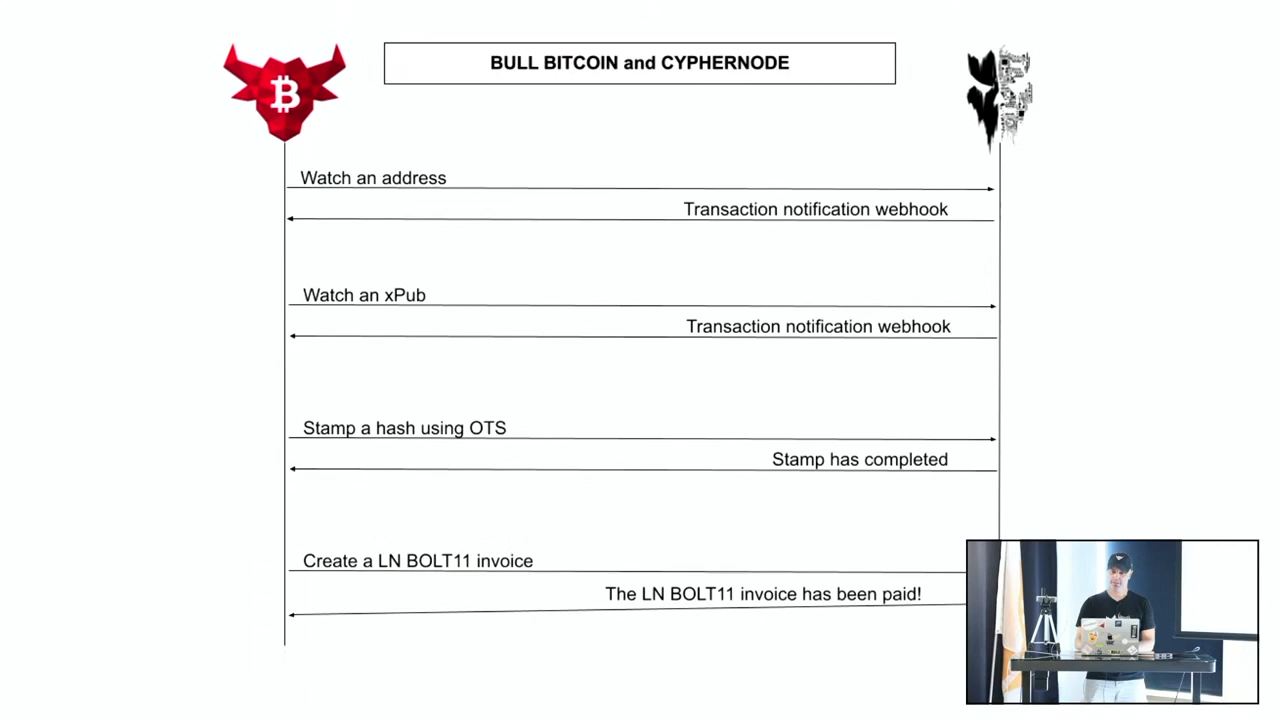 BULL BITCOIN and CYPHERNODE
Watch an address
Transaction notification webhook
Watch an xPub
Transaction notification webhook
Stamp a hash using OTS
Stamp has completed
Create a LN BOLT11 invoice
The LN BOLT11 invoice has been paid!